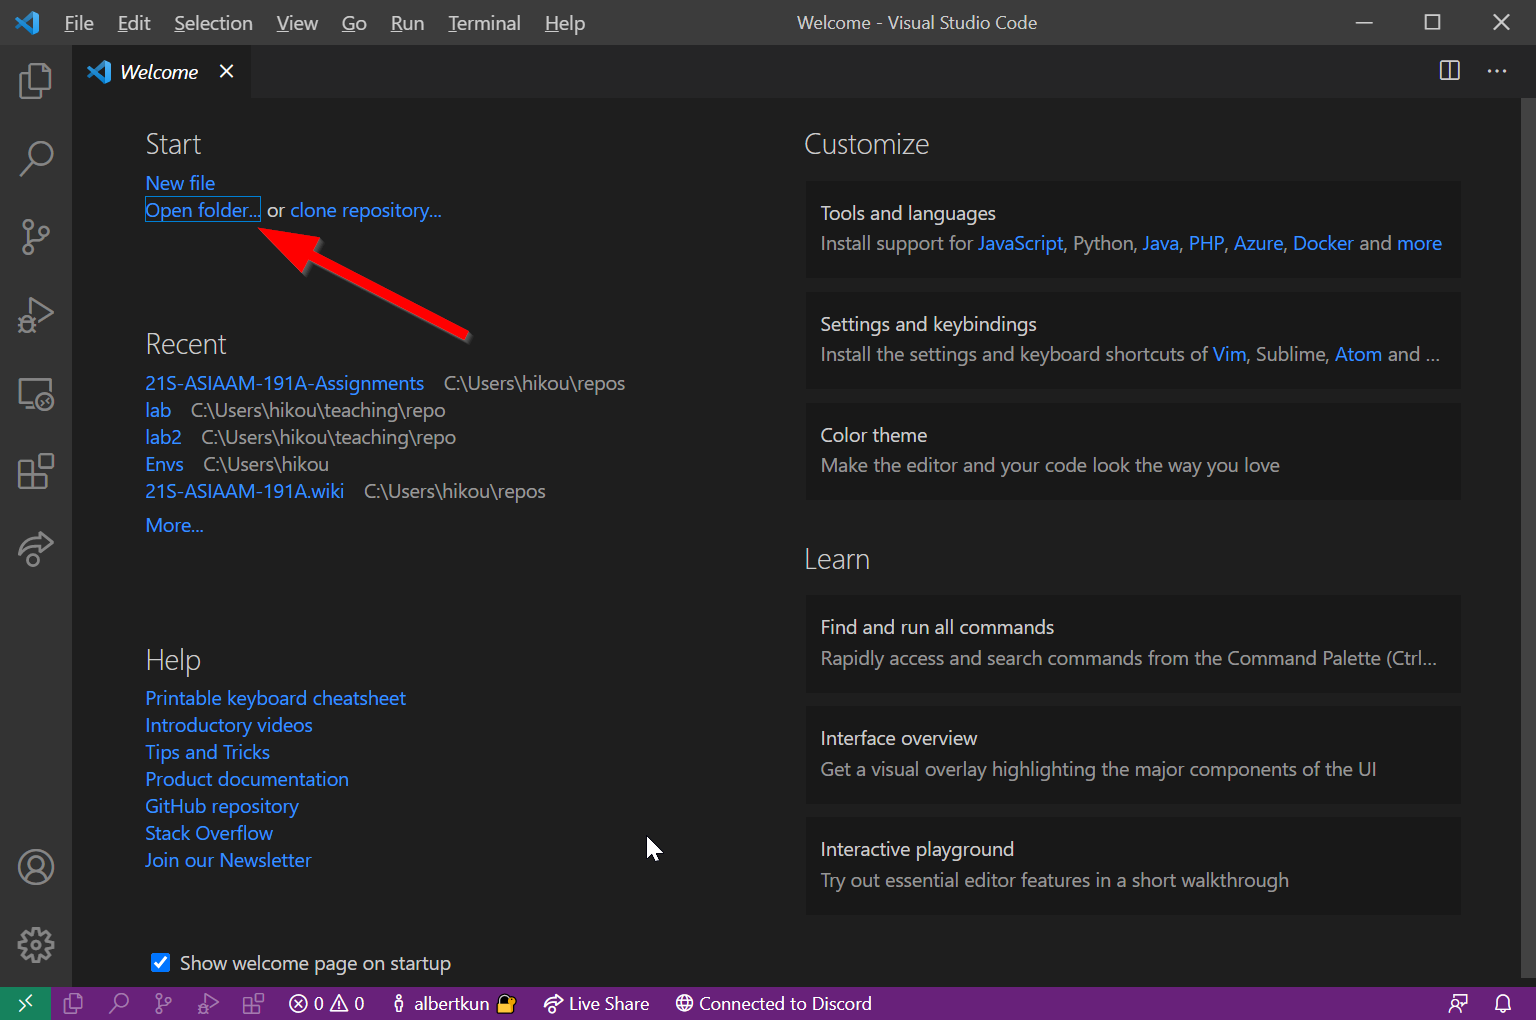 File Edit Selection View Go Run Terminal Help Welcome - Visual Studio Code
Welcome
Start
New file
Open folder... or clone repository...
Recent
21S-ASIAAM-191A-Assignments C:\Users\hikou\repos
lab C:\Users\hikou\teaching\repo
lab2 C:\Users\hikou\teaching\repo
Envs C:\Users\hikou
21S-ASIAAM-191A.wiki C:\Users\hikou\repos
More...
Help
Printable keyboard cheatsheet
Introductory videos
Tips and Tricks
Product documentation
GitHub repository
Stack Overflow
Join our Newsletter
Show welcome page on startup
Customize
Tools and languages
Install support for JavaScript, Python, Java, PHP, Azure, Docker and more
Settings and keybindings
Install the settings and keyboard shortcuts of Vim, Sublime, Atom and ...
Color theme
Make the editor and your code look the way you love
Learn
Find and run all commands
Rapidly access and search commands from the Command Palette (Ctrl...
Interface overview
Get a visual overlay highlighting the major components of the UI
Interactive playground
Try out essential editor features in a short walkthrough
0 0 albertkun Live Share Connected to Discord